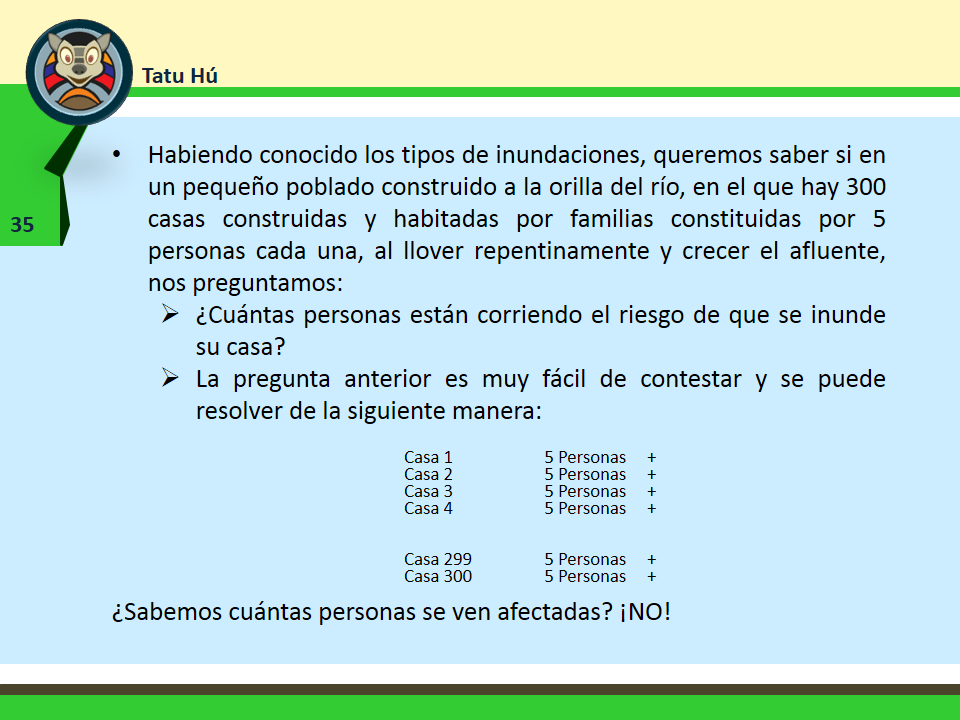 Tatu Hú
35
• Habiendo conocido los tipos de inundaciones, queremos saber si en
un pequeño poblado construido a la orilla del río, en el que hay 300
casas construidas y habitadas por familias constituidas por 5
personas cada una, al llover repentinamente y crecer el afluente,
nos preguntamos:
➢ ¿Cuántas personas están corriendo el riesgo de que se inunde
su casa?
➢ La pregunta anterior es muy fácil de contestar y se puede
resolver de la siguiente manera:
Casa 1 5 Personas +
Casa 2 5 Personas +
Casa 3 5 Personas +
Casa 4 5 Personas +
Casa 299 5 Personas +
Casa 300 5 Personas +
¿Sabemos cuántas personas se ven afectadas? ¡NO!